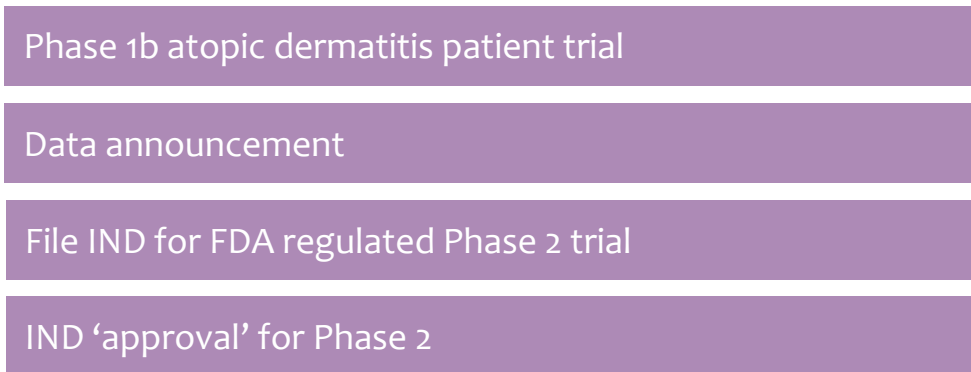 Phase 1b atopic dermatitis patient trial
Data announcement
File IND for FDA regulated Phase 2 trial
IND ‘approval’ for Phase 2